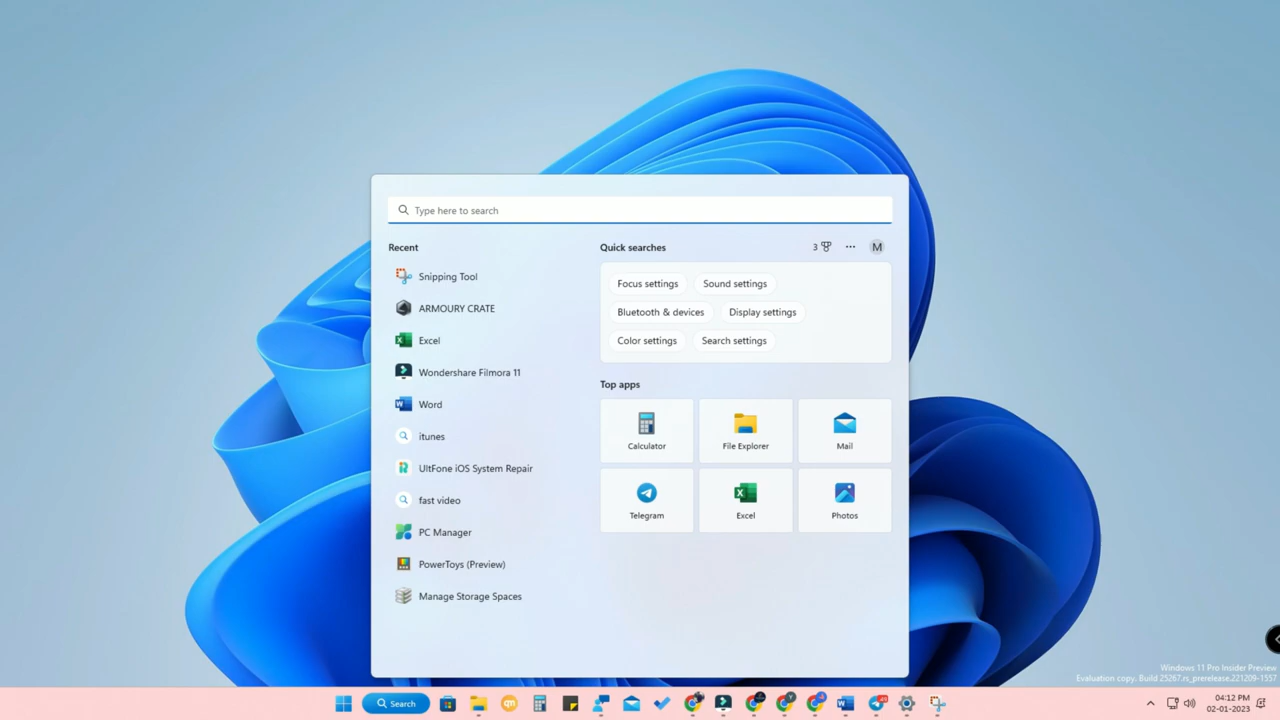 Type here to search
Recent
Snipping Tool
ARMOURY CRATE
Excel
Wondershare Filmora 11
Word
itunes
UltFone iOS System Repair
fast video
PC Manager
PowerToys (Preview)
Manage Storage Spaces
Quick searches
3
M
Focus settings
Sound settings
Bluetooth & devices
Display settings
Color settings
Search settings
Top apps
Calculator
File Explorer
Mail
Telegram
Excel
Photos
Windows 11 Pro Insider Preview
Evaluation copy. Build 25267.rs_prerelease.221209-1557
Search
04:12 PM
02-01-2023